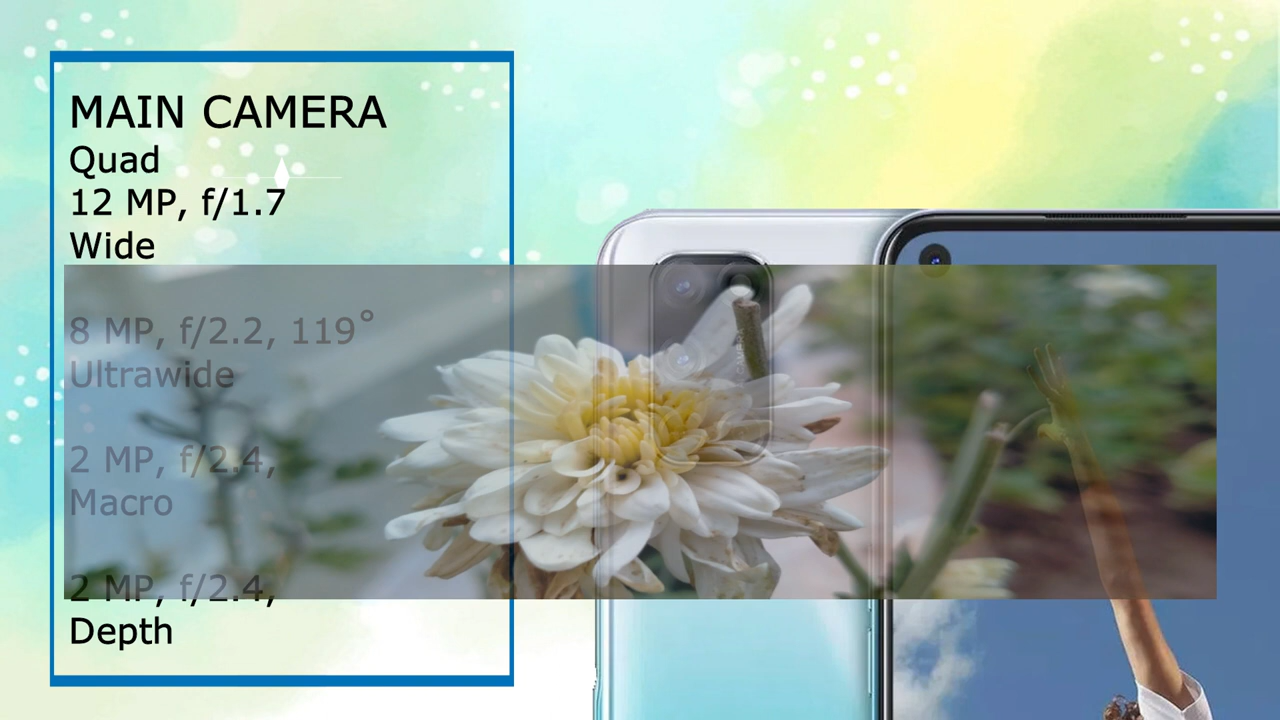 MAIN CAMERA
Quad
12 MP, f/1.7
Wide
8 MP, f/2.2, 119°
Ultrawide
2 MP, f/2.4,
Macro
2 MP, f/2.4,
Depth